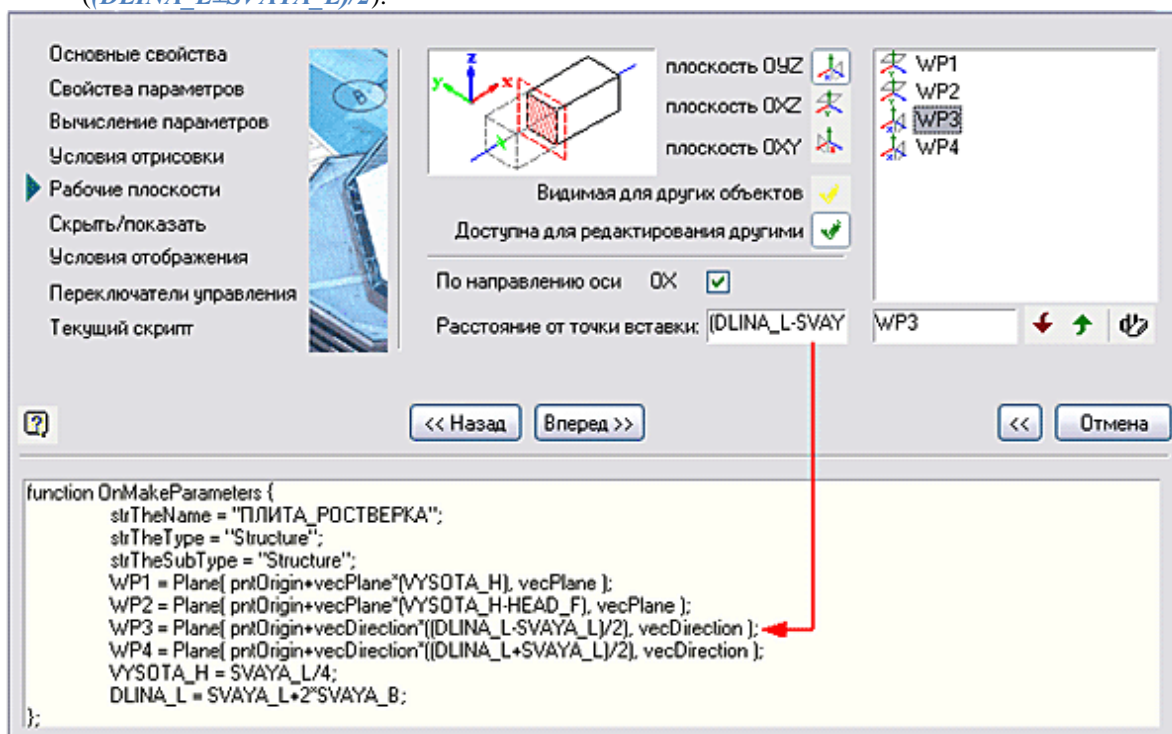 ((DLINA_L±SVAYA_L)/2).
Основные свойства
Свойства параметров
Вычисление параметров
Условия отрисовки
Рабочие плоскости
Скрыть/показать
Условия отображения
Переключатели управления
Текущий скрипт
z
y
x
B
плоскость OYZ
плоскость OXZ
плоскость OXY
Видимая для других объектов
Доступна для редактирования другими
По направлению оси OX
Расстояние от точки вставки: (DLINA_L-SVAY
WP1
WP2
WP3
WP4
WP3
<< Назад Вперед >> << Отмена
function OnMakeParameters {
strTheName = "ПЛИТА_РОСТВЕРКА";
strTheType = "Structure";
strTheSubType = "Structure";
WP1 = Plane( pntOrigin+vecPlane*(VYSOTA_H), vecPlane );
WP2 = Plane( pntOrigin+vecPlane*(VYSOTA_H-HEAD_F), vecPlane );
WP3 = Plane( pntOrigin+vecDirection*((DLINA_L-SVAYA_L)/2), vecDirection );
WP4 = Plane( pntOrigin+vecDirection*((DLINA_L+SVAYA_L)/2), vecDirection );
VYSOTA_H = SVAYA_L/4;
DLINA_L = SVAYA_L+2*SVAYA_B;
};